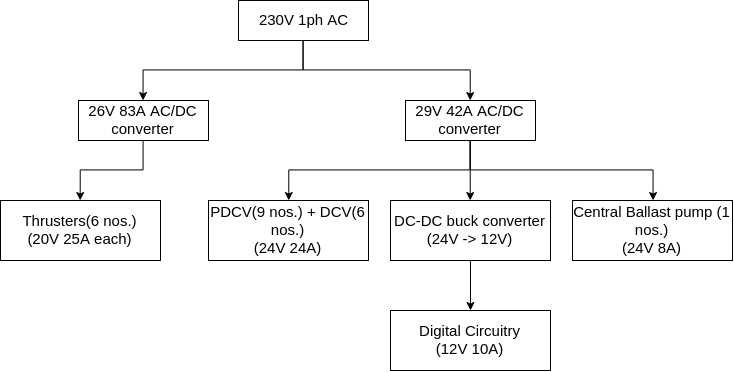 230V 1ph AC
26V 83A AC/DC
converter
29V 42A AC/DC
converter
Thrusters(6 nos.)
(20V 25A each)
PDCV(9 nos.) + DCV(6
nos.)
(24V 24A)
DC-DC buck converter
(24V -> 12V)
Central Ballast pump (1
nos.)
(24V 8A)
Digital Circuitry
(12V 10A)